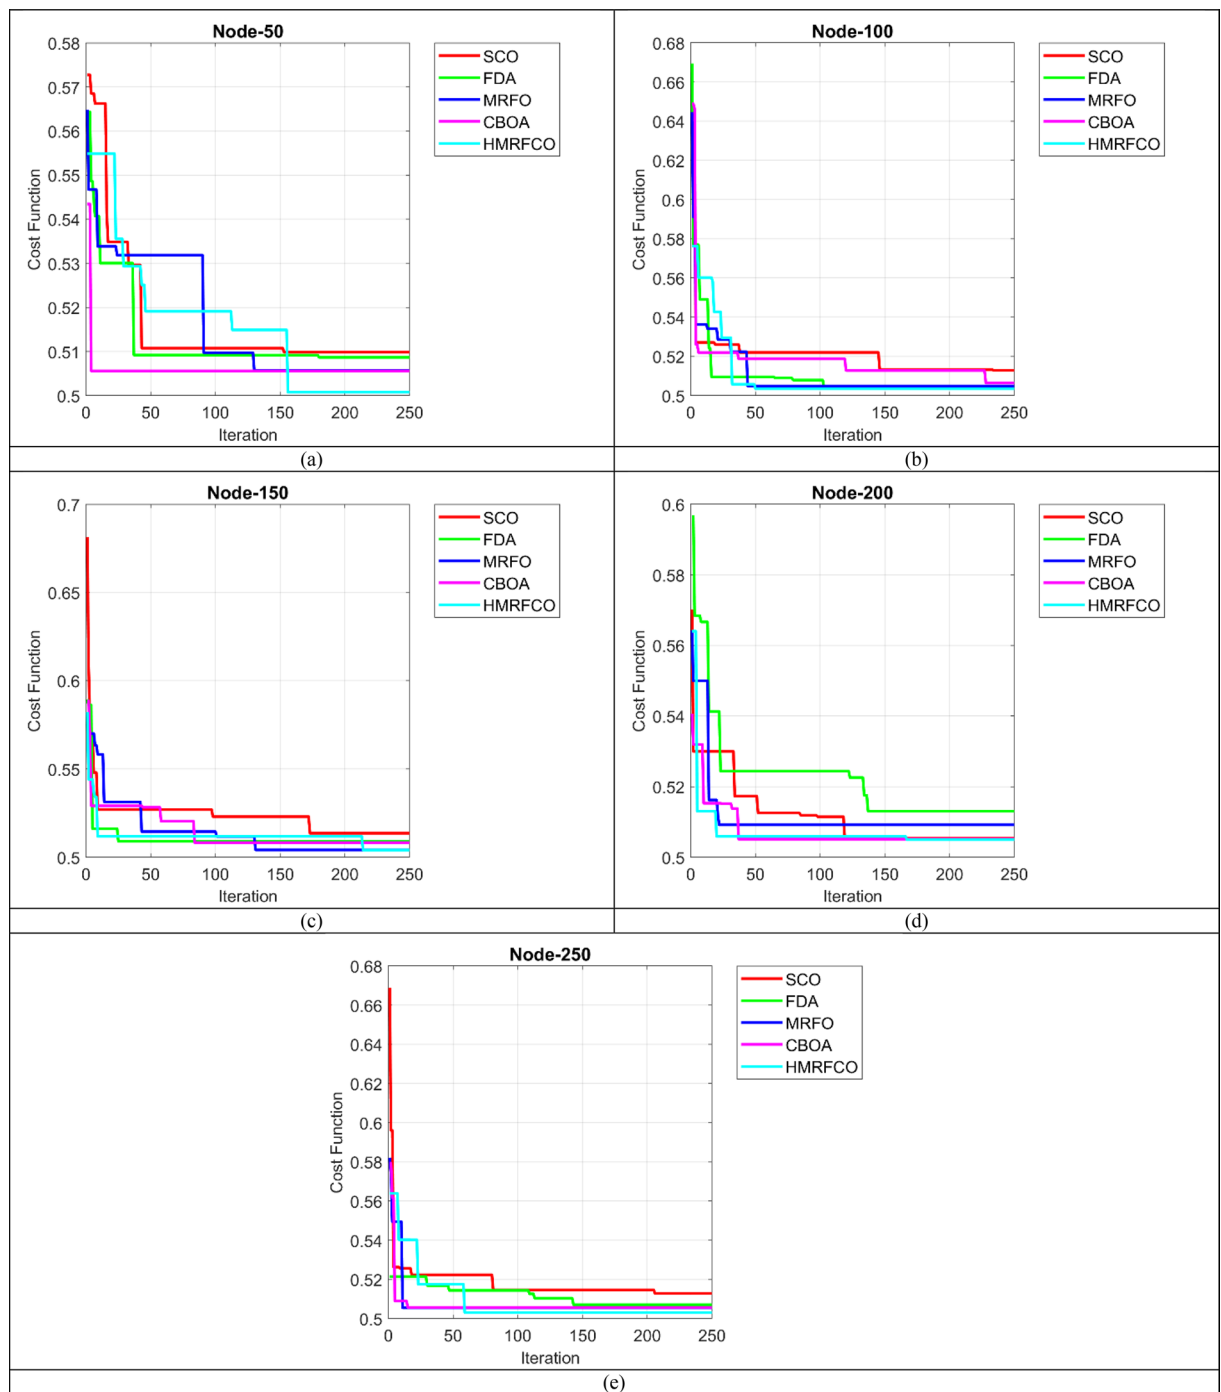 Node-50
SCO
FDA
MRFO
CBOA
HMRFCO
0.58
0.57
0.56
0.55
0.54
0.53
0.52
0.51
0.5
Cost Function
0 50 100 150 200 250
Iteration
(a)
Node-100
SCO
FDA
MRFO
CBOA
HMRFCO
0.68
0.66
0.64
0.62
0.6
0.58
0.56
0.54
0.52
0.5
Cost Function
0 50 100 150 200 250
Iteration
(b)
Node-150
SCO
FDA
MRFO
CBOA
HMRFCO
0.7
0.65
0.6
0.55
0.5
Cost Function
0 50 100 150 200 250
Iteration
(c)
Node-200
SCO
FDA
MRFO
CBOA
HMRFCO
0.6
0.58
0.56
0.54
0.52
0.5
Cost Function
0 50 100 150 200 250
Iteration
(d)
Node-250
SCO
FDA
MRFO
CBOA
HMRFCO
0.68
0.66
0.64
0.62
0.6
0.58
0.56
0.54
0.52
0.5
Cost Function
0 50 100 150 200 250
Iteration
(e)